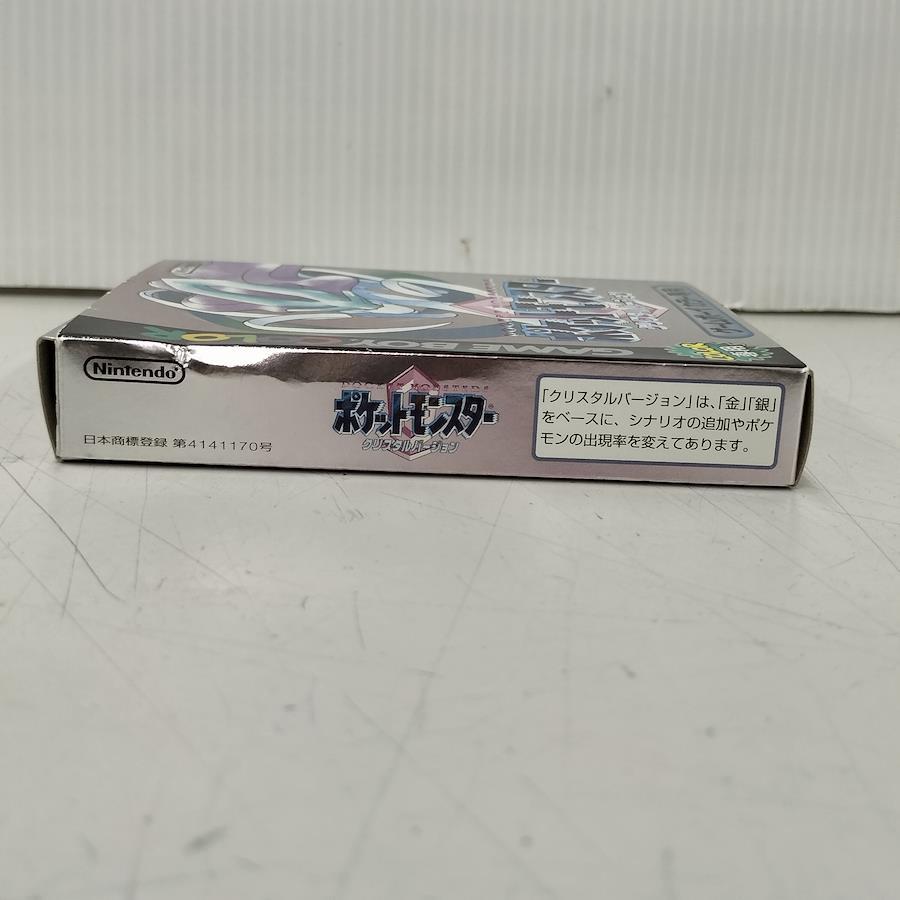 Nintendo
GAME BOY COLOR
Nintendo
POCKET MONSTERS
ポケットモンスター
クリスタルバージョン
日本商標登録 第4141170号
「クリスタルバージョン」は、「金」「銀」
をベースに、シナリオの追加やポケ
モンの出現率を変えてあります。